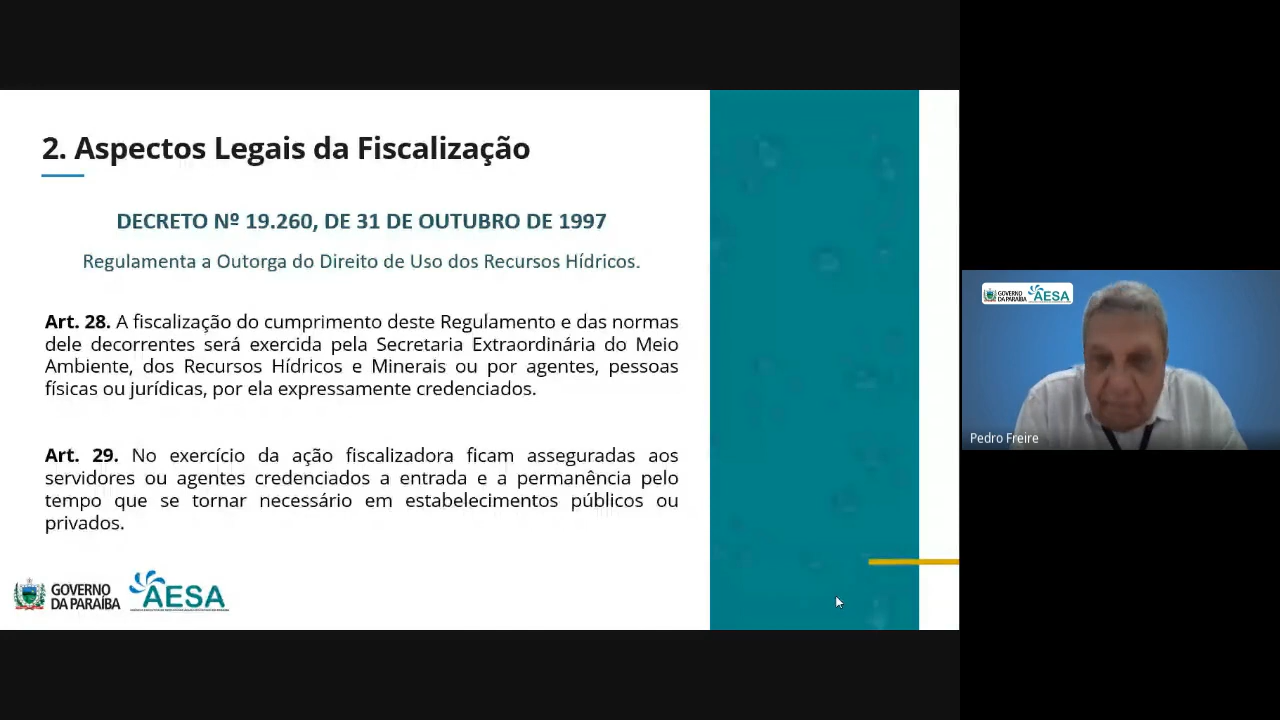 2. Aspectos Legais da Fiscalização
DECRETO Nº 19.260, DE 31 DE OUTUBRO DE 1997
Regulamenta a Outorga do Direito de Uso dos Recursos Hídricos.
Art. 28. A fiscalização do cumprimento deste Regulamento e das normas
dele decorrentes será exercida pela Secretaria Extraordinária do Meio
Ambiente, dos Recursos Hídricos e Minerais ou por agentes, pessoas
físicas ou jurídicas, por ela expressamente credenciados.
Art. 29. No exercício da ação fiscalizadora ficam asseguradas aos
servidores ou agentes credenciados a entrada e a permanência pelo
tempo que se tornar necessário em estabelecimentos públicos ou
privados.
GOVERNO
DA PARAÍBA
AESA
GOVERNO
DA PARAÍBA
AESA
Pedro Freire